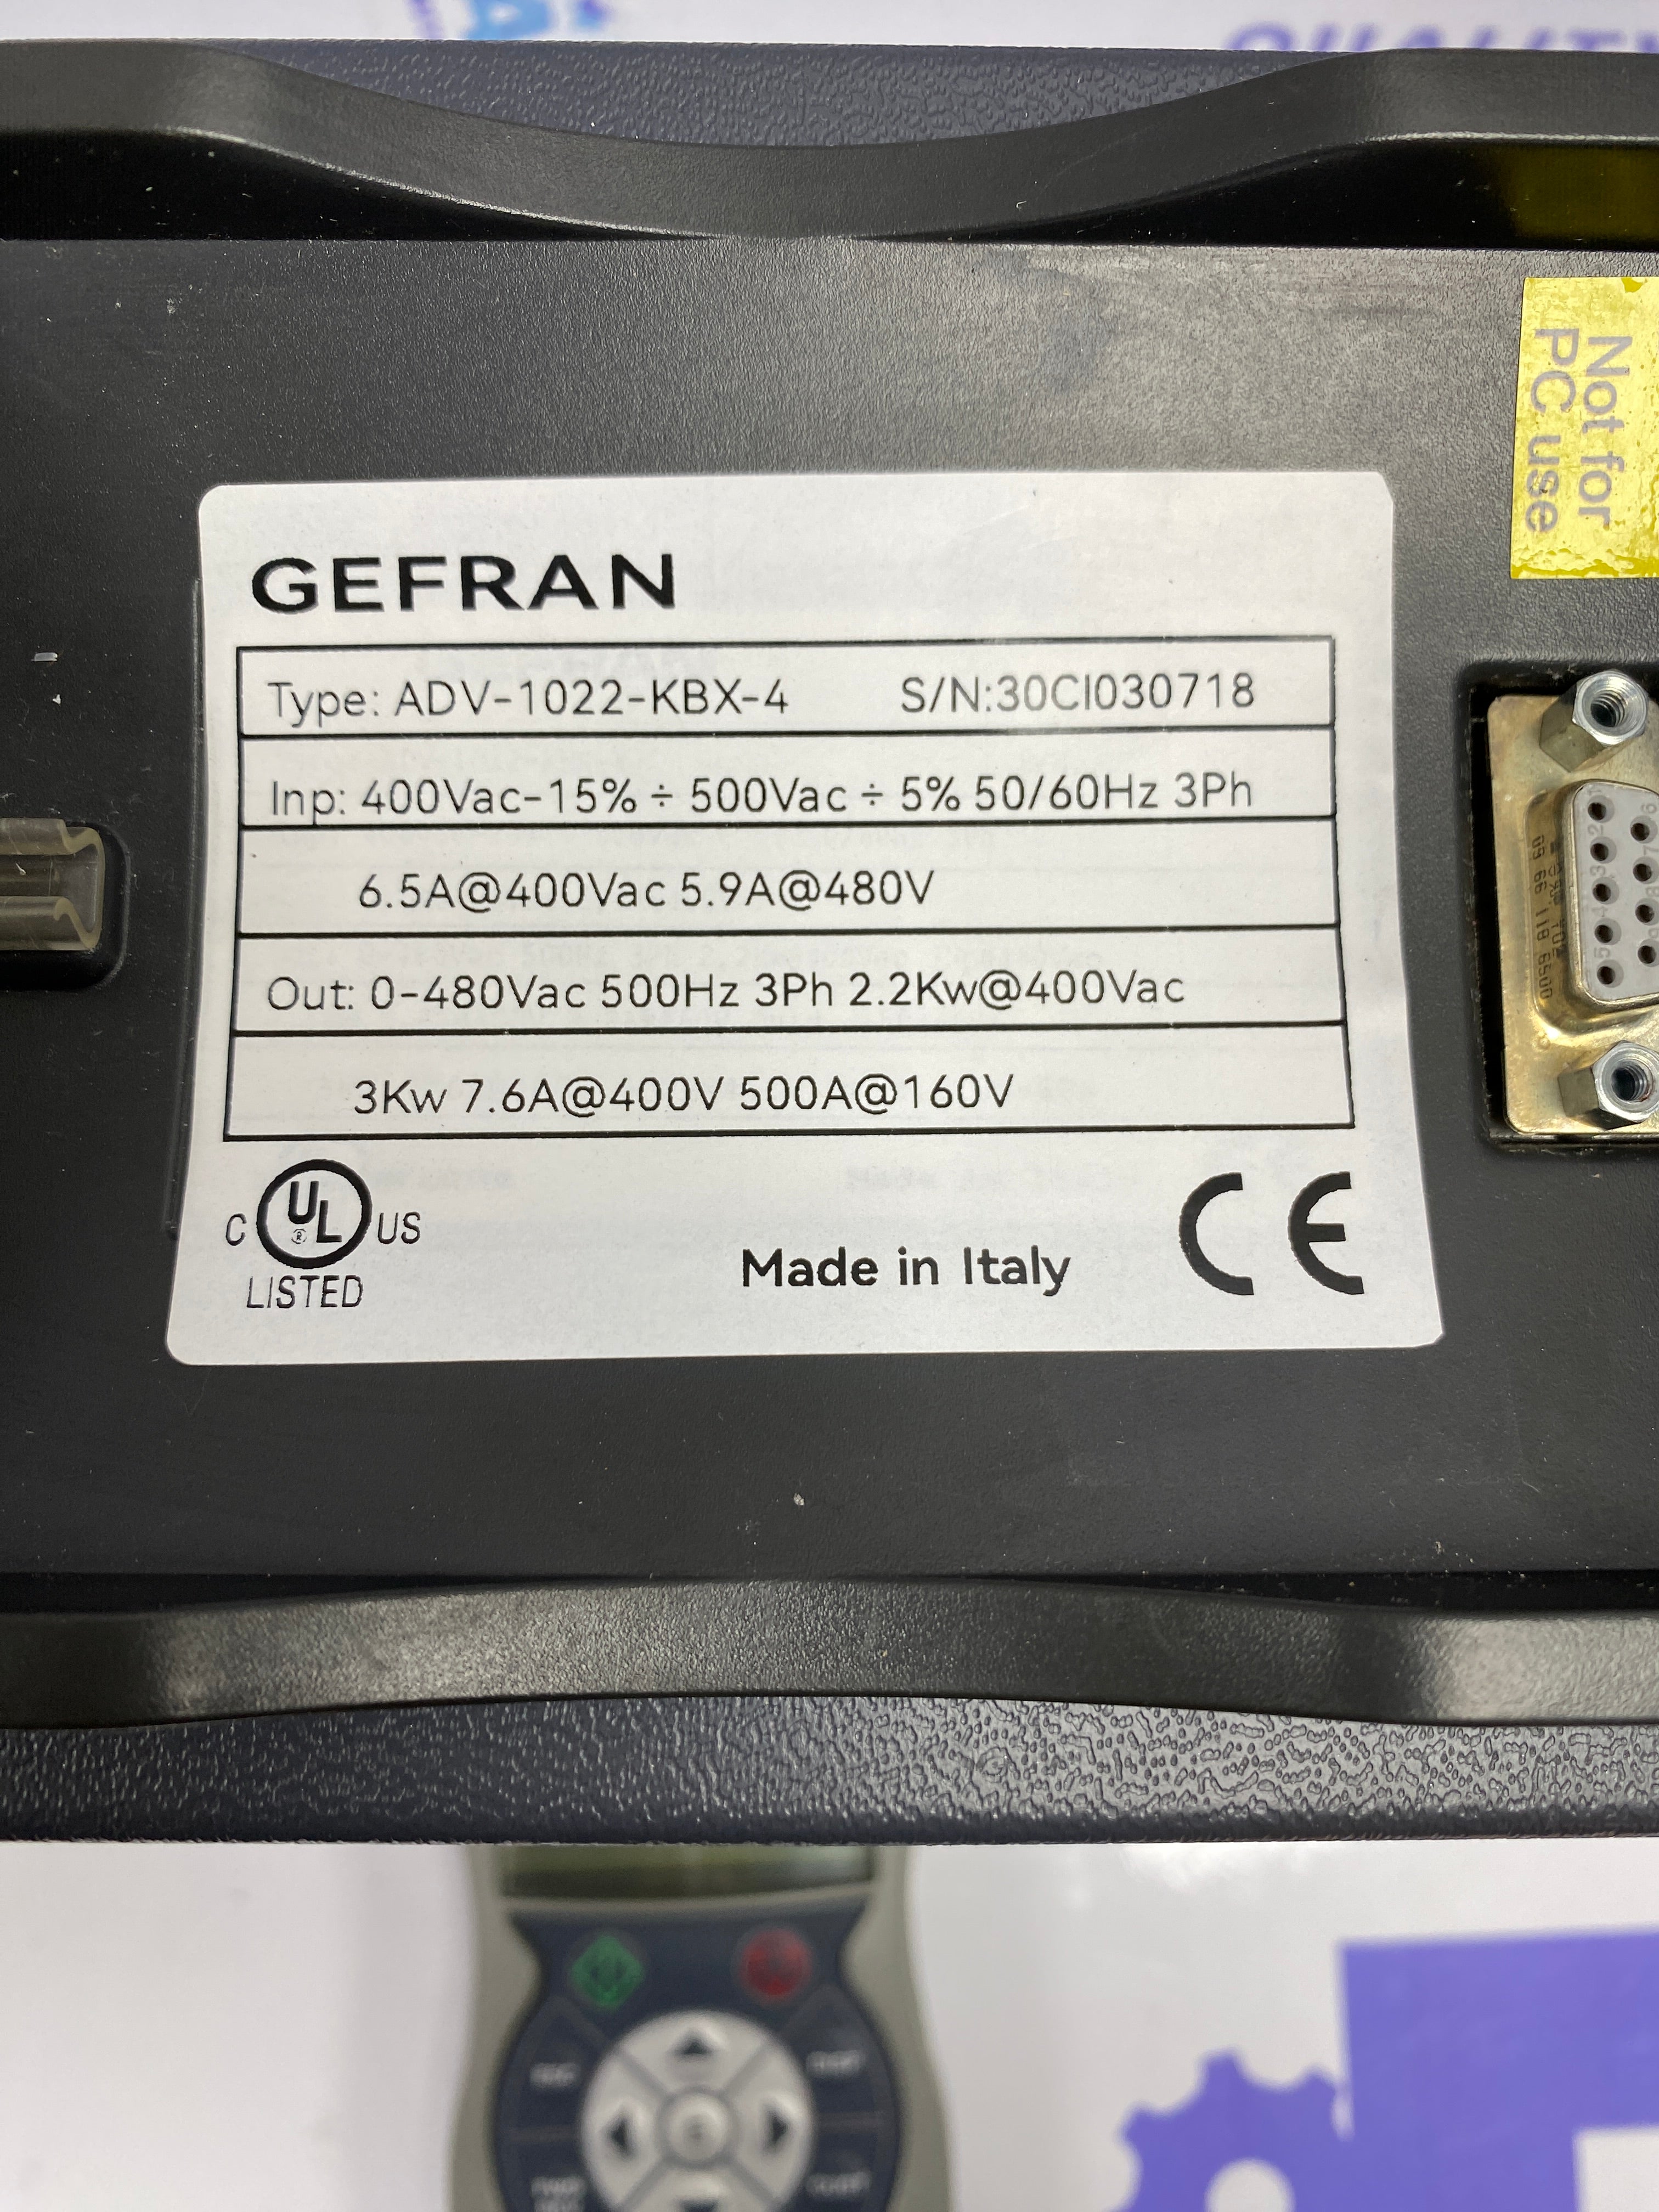 QUALITY
Not for
PC use
GEFRAN
Type: ADV-1022-KBX-4 S/N:30CI030718
Inp: 400Vac-15% ÷ 500Vac ÷ 5% 50/60Hz 3Ph
6.5A@400Vac 5.9A@480V
Out: 0-480Vac 500Hz 3Ph 2.2Kw@400Vac
3Kw 7.6A@400V 500A@160V
C UL ® US
LISTED
Made in Italy
CE